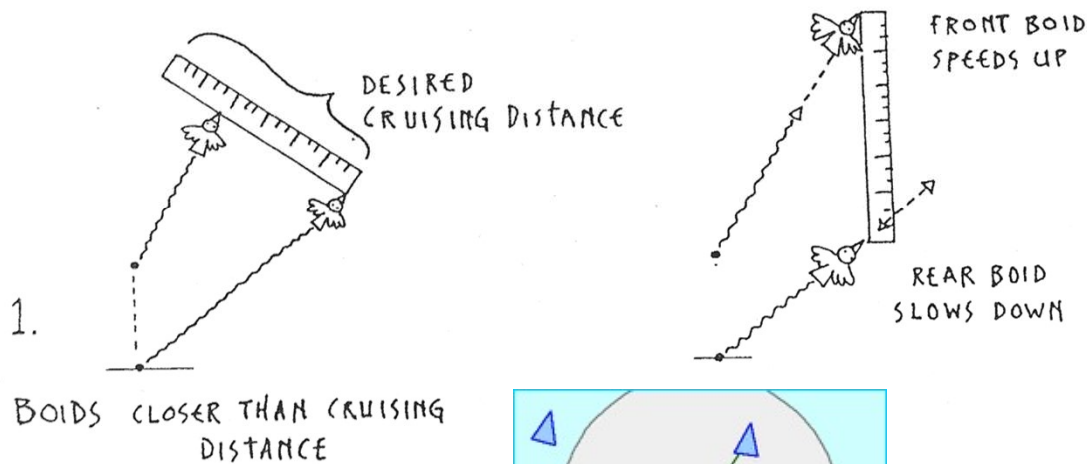 DESIRED
CRUISING DISTANCE
FRONT BOID
SPEEDS UP
REAR BOID
SLOWS DOWN
1.
BOIDS CLOSER THAN CRUISING
DISTANCE